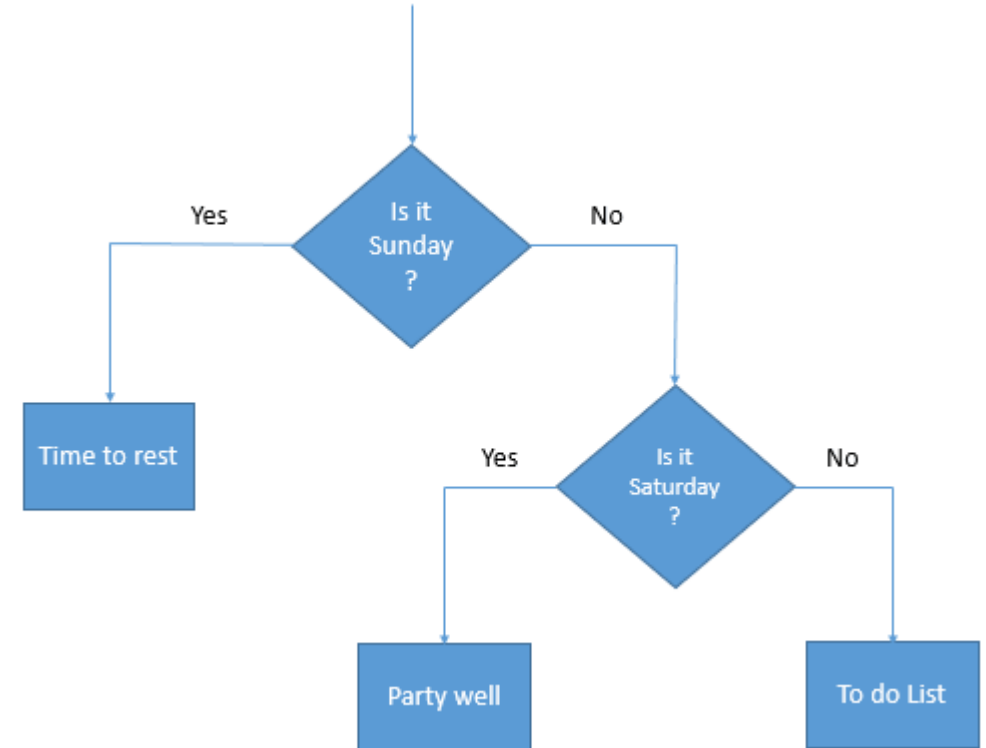 Is it
Sunday
?
Yes
No
Time to rest
Is it
Saturday
?
Yes
No
Party well
To do List